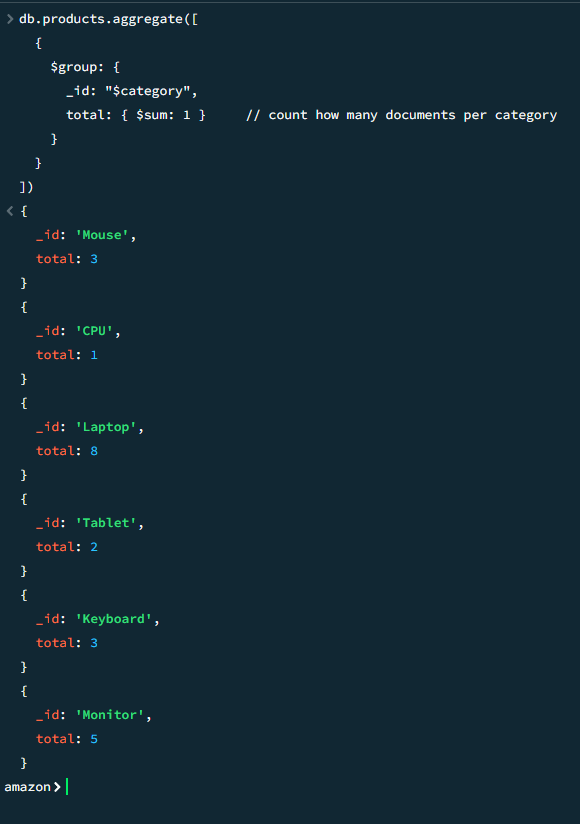 > db.products.aggregate([
    {
      $group: {
        _id: "$category",
        total: { $sum: 1 }     // count how many documents per category
      }
    }
  ])
< {
    _id: 'Mouse',
    total: 3
  }
  {
    _id: 'CPU',
    total: 1
  }
  {
    _id: 'Laptop',
    total: 8
  }
  {
    _id: 'Tablet',
    total: 2
  }
  {
    _id: 'Keyboard',
    total: 3
  }
  {
    _id: 'Monitor',
    total: 5
  }
amazon>